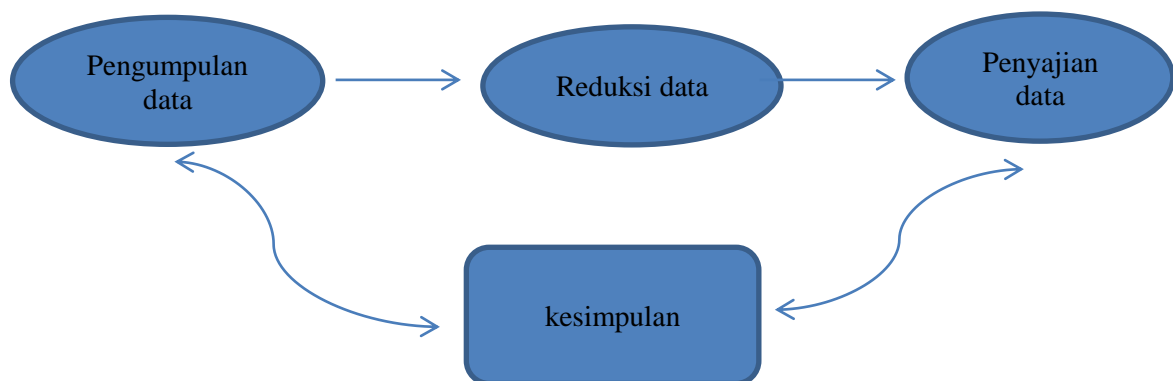 Pengumpulan
data
Reduksi data
Penyajian
data
kesimpulan